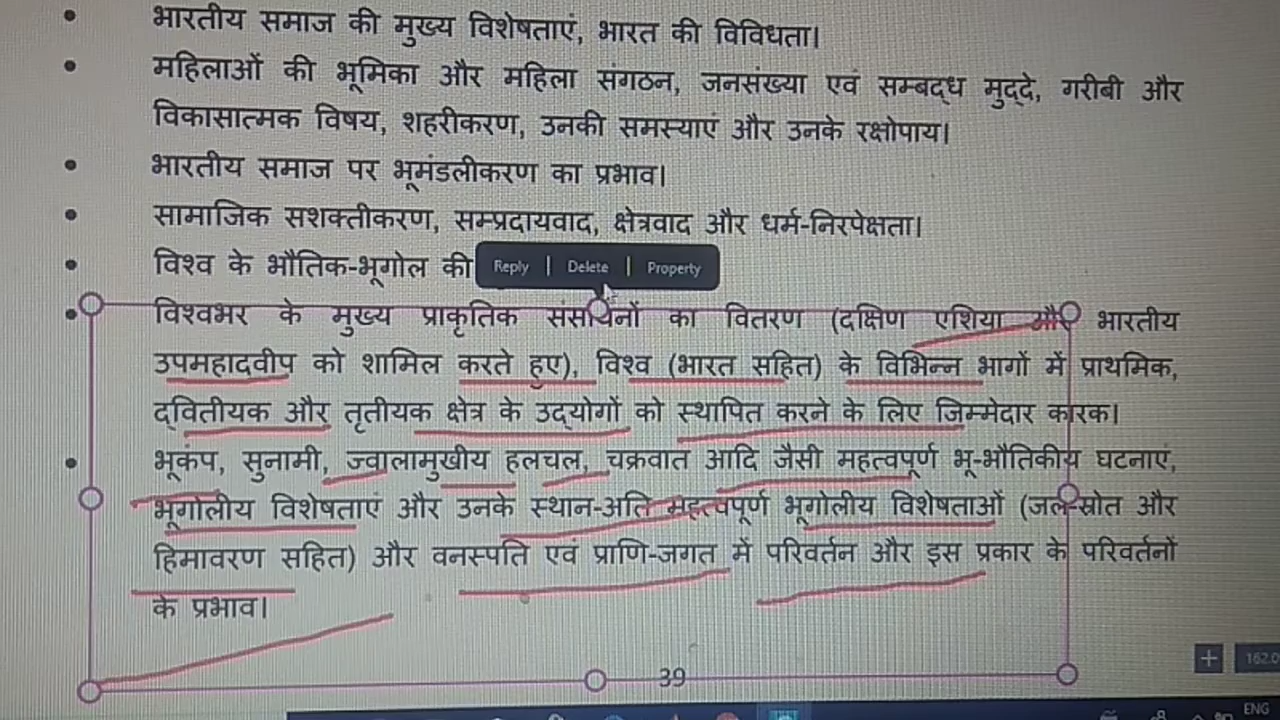 • भारतीय समाज की मुख्य विशेषताएं, भारत की विविधता।
• महिलाओं की भूमिका और महिला संगठन, जनसंख्या एवं सम्बद्ध मुद्दे, गरीबी और
विकासात्मक विषय, शहरीकरण, उनकी समस्याएं और उनके रक्षोपाय।
• भारतीय समाज पर भूमंडलीकरण का प्रभाव।
• सामाजिक सशक्तीकरण, सम्प्रदायवाद, क्षेत्रवाद और धर्म-निरपेक्षता।
• विश्व के भौतिक-भूगोल की
Reply | Delete | Property
• विश्वभर के मुख्य प्राकृतिक संसाधनों का वितरण (दक्षिण एशिया और भारतीय
उपमहाद्वीप को शामिल करते हुए), विश्व (भारत सहित) के विभिन्न भागों में प्राथमिक,
द्वितीयक और तृतीयक क्षेत्र के उद्योगों को स्थापित करने के लिए जिम्मेदार कारक।
• भूकंप, सुनामी, ज्वालामुखीय हलचल, चक्रवात आदि जैसी महत्वपूर्ण भू-भौतिकीय घटनाएं,
भूगोलीय विशेषताएं और उनके स्थान-अति महत्वपूर्ण भूगोलीय विशेषताओं (जल-स्रोत और
हिमावरण सहित) और वनस्पति एवं प्राणि-जगत में परिवर्तन और इस प्रकार के परिवर्तनों
के प्रभाव।
39
ENG